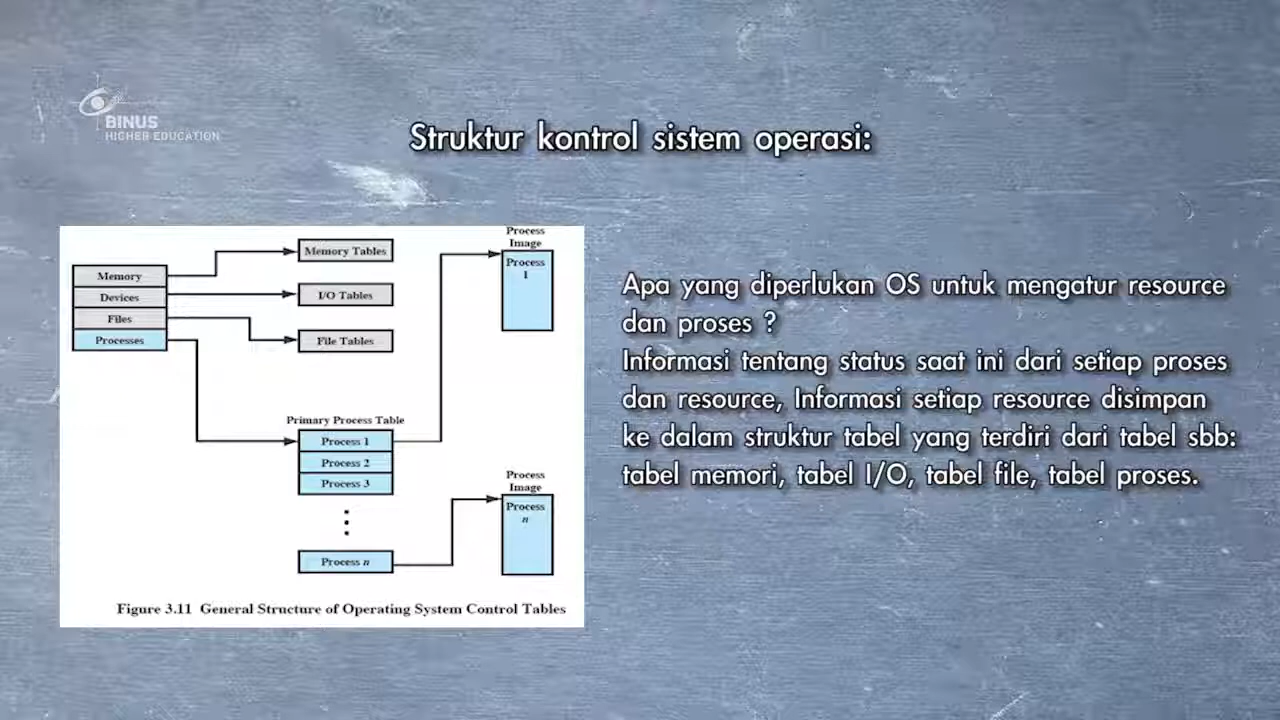 BINUS
HIGHER EDUCATION
Struktur kontrol sistem operasi:
Memory
Devices
Files
Processes
Memory Tables
I/O Tables
File Tables
Primary Process Table
Process 1
Process 2
Process 3
Process n
Process
Image
Process
1
Process
Image
Process
n
Figure 3.11 General Structure of Operating System Control Tables
Apa yang diperlukan OS untuk mengatur resource
dan proses ?
Informasi tentang status saat ini dari setiap proses
dan resource, Informasi setiap resource disimpan
ke dalam struktur tabel yang terdiri dari tabel sbb:
tabel memori, tabel I/O, tabel file, tabel proses.